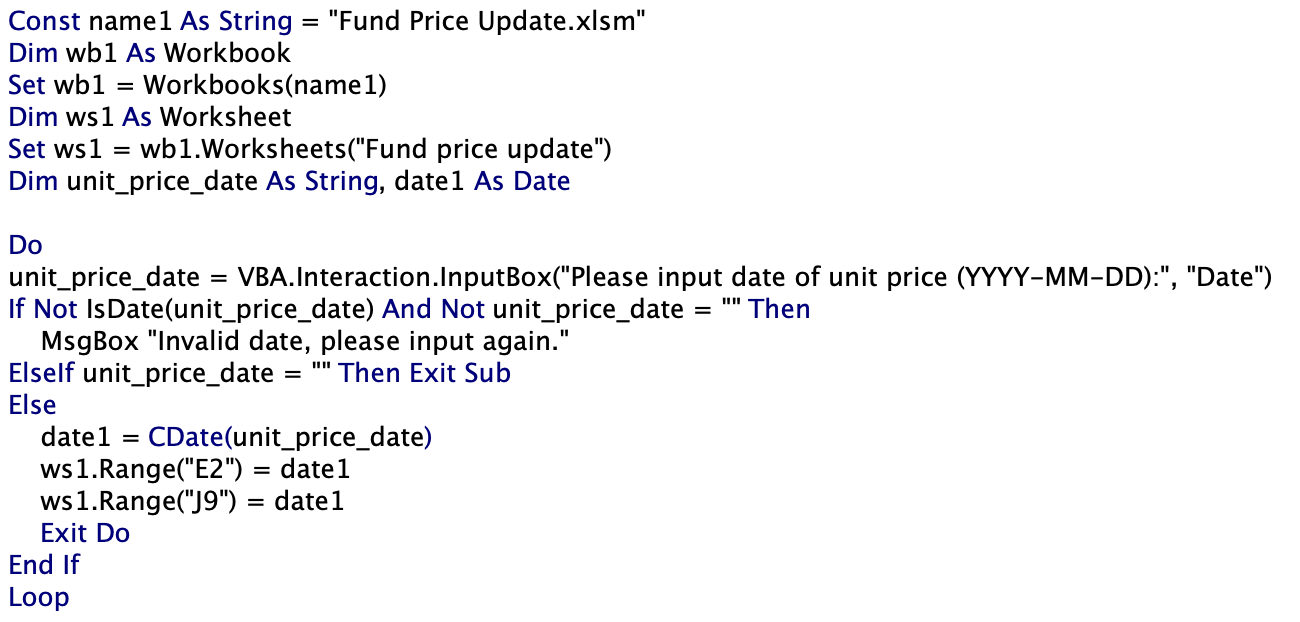 Const name1 As String = "Fund Price Update.xlsm"
Dim wb1 As Workbook
Set wb1 = Workbooks(name1)
Dim ws1 As Worksheet
Set ws1 = wb1.Worksheets("Fund price update")
Dim unit_price_date As String, date1 As Date

Do
unit_price_date = VBA.Interaction.InputBox("Please input date of unit price (YYYY-MM-DD):", "Date")
If Not IsDate(unit_price_date) And Not unit_price_date = "" Then
    MsgBox "Invalid date, please input again."
ElseIf unit_price_date = "" Then Exit Sub
Else
    date1 = CDate(unit_price_date)
    ws1.Range("E2") = date1
    ws1.Range("J9") = date1
    Exit Do
End If
Loop